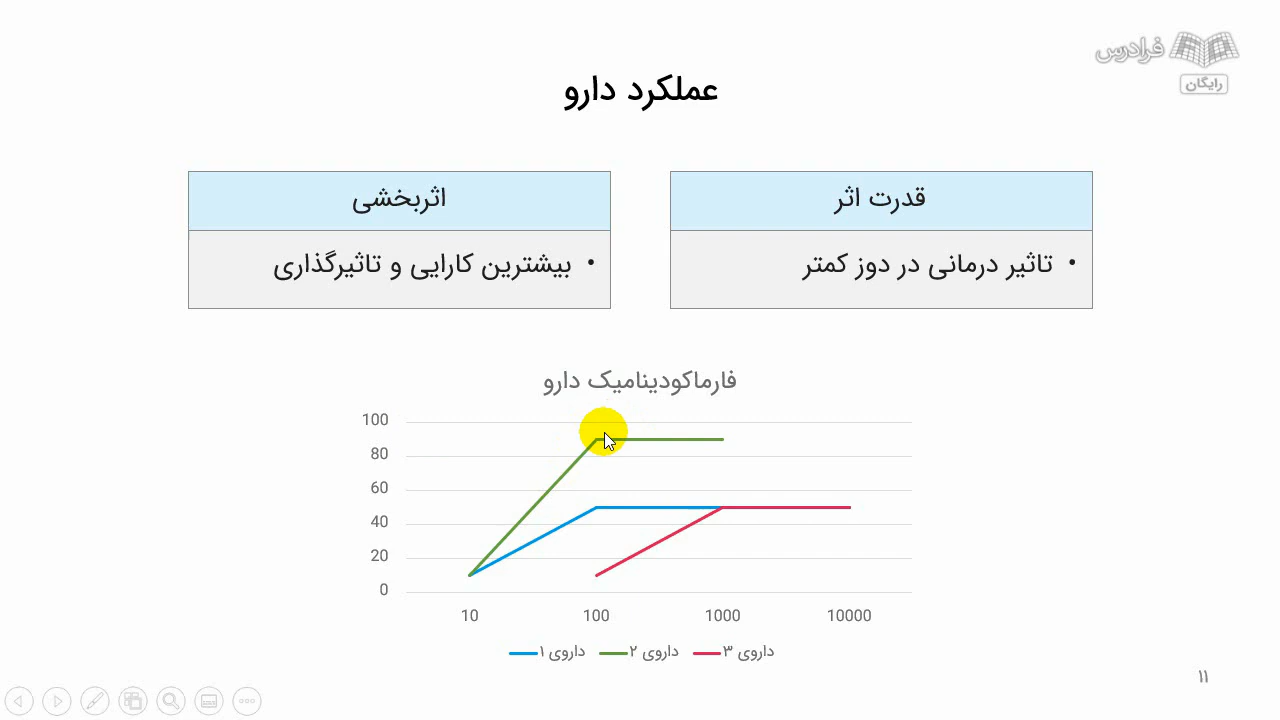 فرادرس
رایگان
عملکرد دارو
قدرت اثر
• تاثیر درمانی در دوز کمتر
اثربخشی
• بیشترین کارایی و تاثیرگذاری
فارماکودینامیک دارو
100
80
60
40
20
0
10 100 1000 10000
داروی ۱ داروی ۲ داروی ۳
۱۱